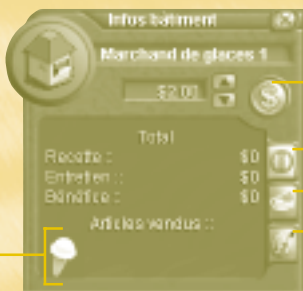 Infos bâtiment
Marchand de glaces 1
$2.00
Total
Recette : $0
Entretien : $0
Bénéfice : $0
Articles vendus :